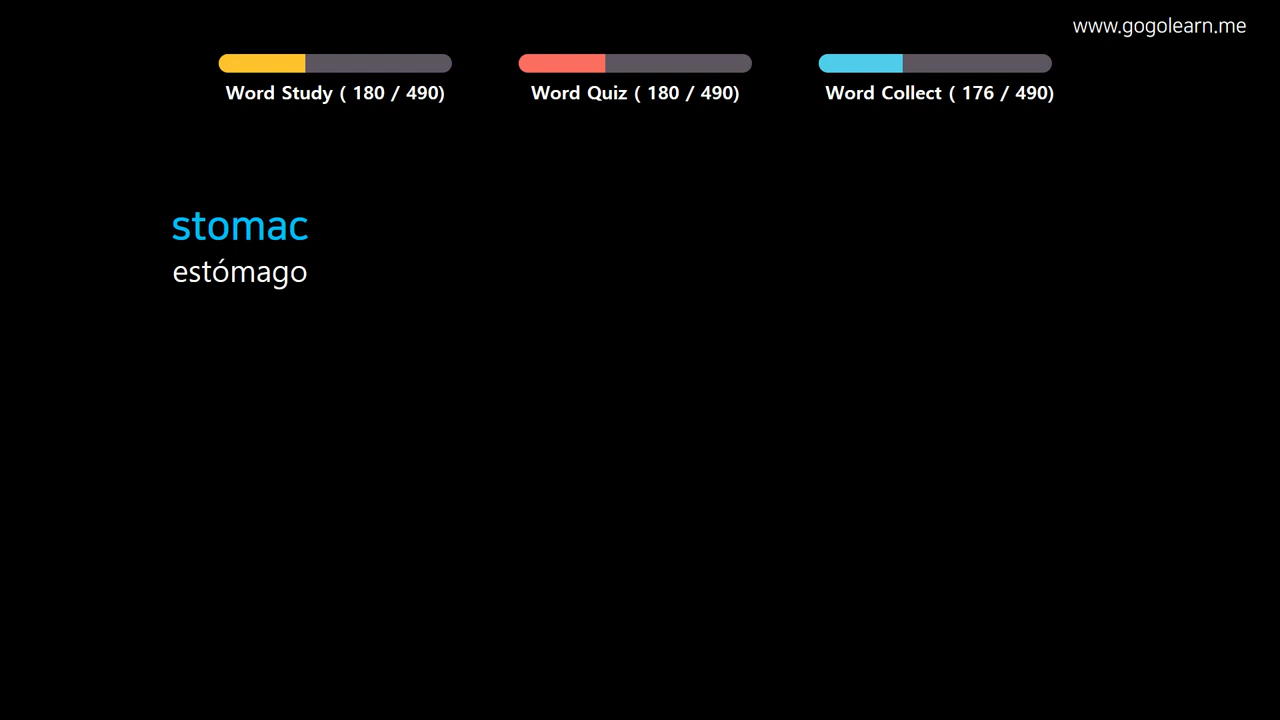 www.gogolearn.me
Word Study ( 180 / 490)
Word Quiz ( 180 / 490)
Word Collect ( 176 / 490)
stomac
estómago